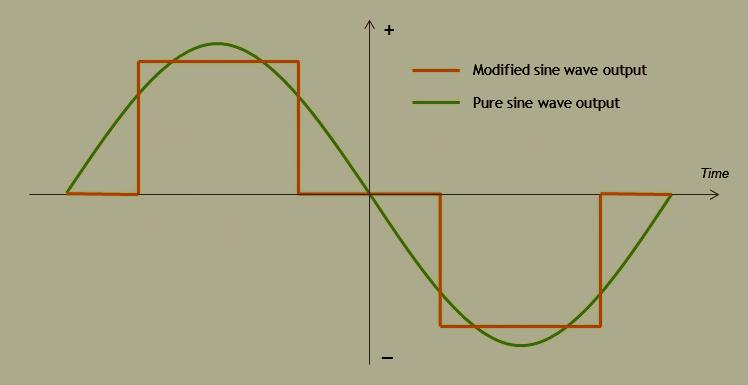 +
Modified sine wave output
Pure sine wave output
Time
−